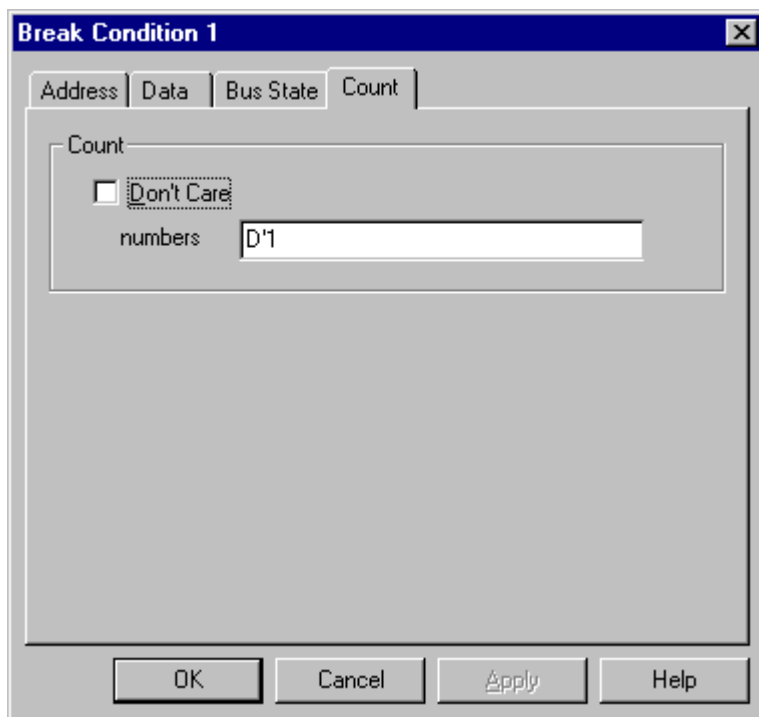 Break Condition 1
Address Data Bus State Count
Count
Don't Care
numbers D'1
OK Cancel Apply Help